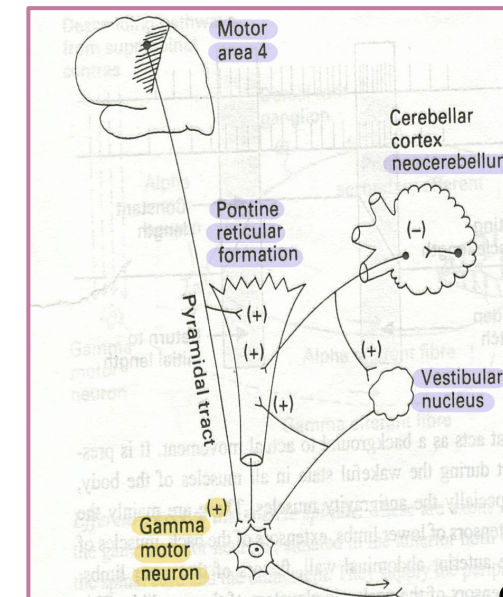 Motor
area 4
Cerebellar
cortex
neocerebellum
(-)
Pontine
reticular
formation
Pyramidal tract
(+)
(+)
(+)
(+)
Vestibular
nucleus
(+)
Gamma
motor
neuron